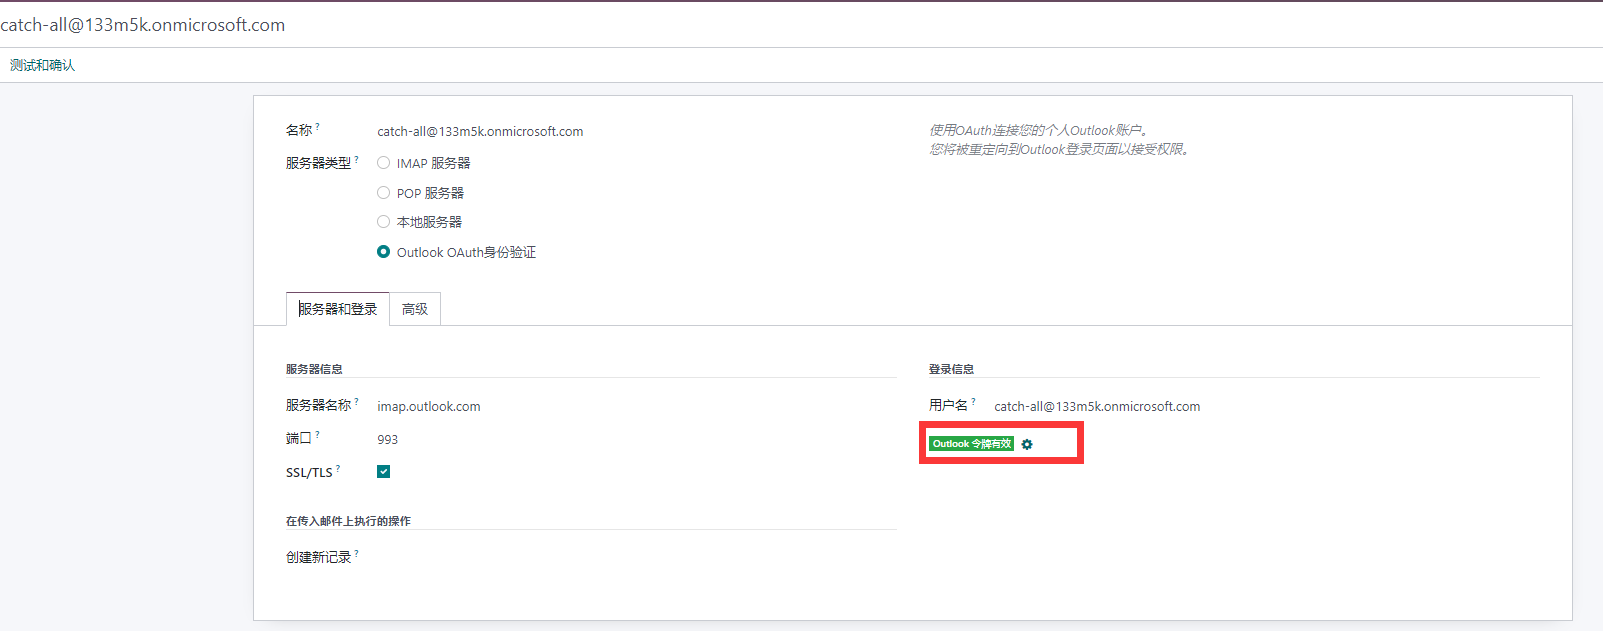 catch-all@133m5k.onmicrosoft.com
测试和确认
名称 ? catch-all@133m5k.onmicrosoft.com
使用OAuth连接您的个人Outlook账户。
您将被重定向到Outlook登录页面以接受权限。
服务器类型 ? IMAP 服务器
POP 服务器
本地服务器
Outlook OAuth身份验证
服务器和登录 高级
服务器信息
服务器名称 ? imap.outlook.com
端口 ? 993
SSL/TLS ?
登录信息
用户名 ? catch-all@133m5k.onmicrosoft.com
Outlook 令牌有效
在传入邮件上执行的操作
创建新记录 ?